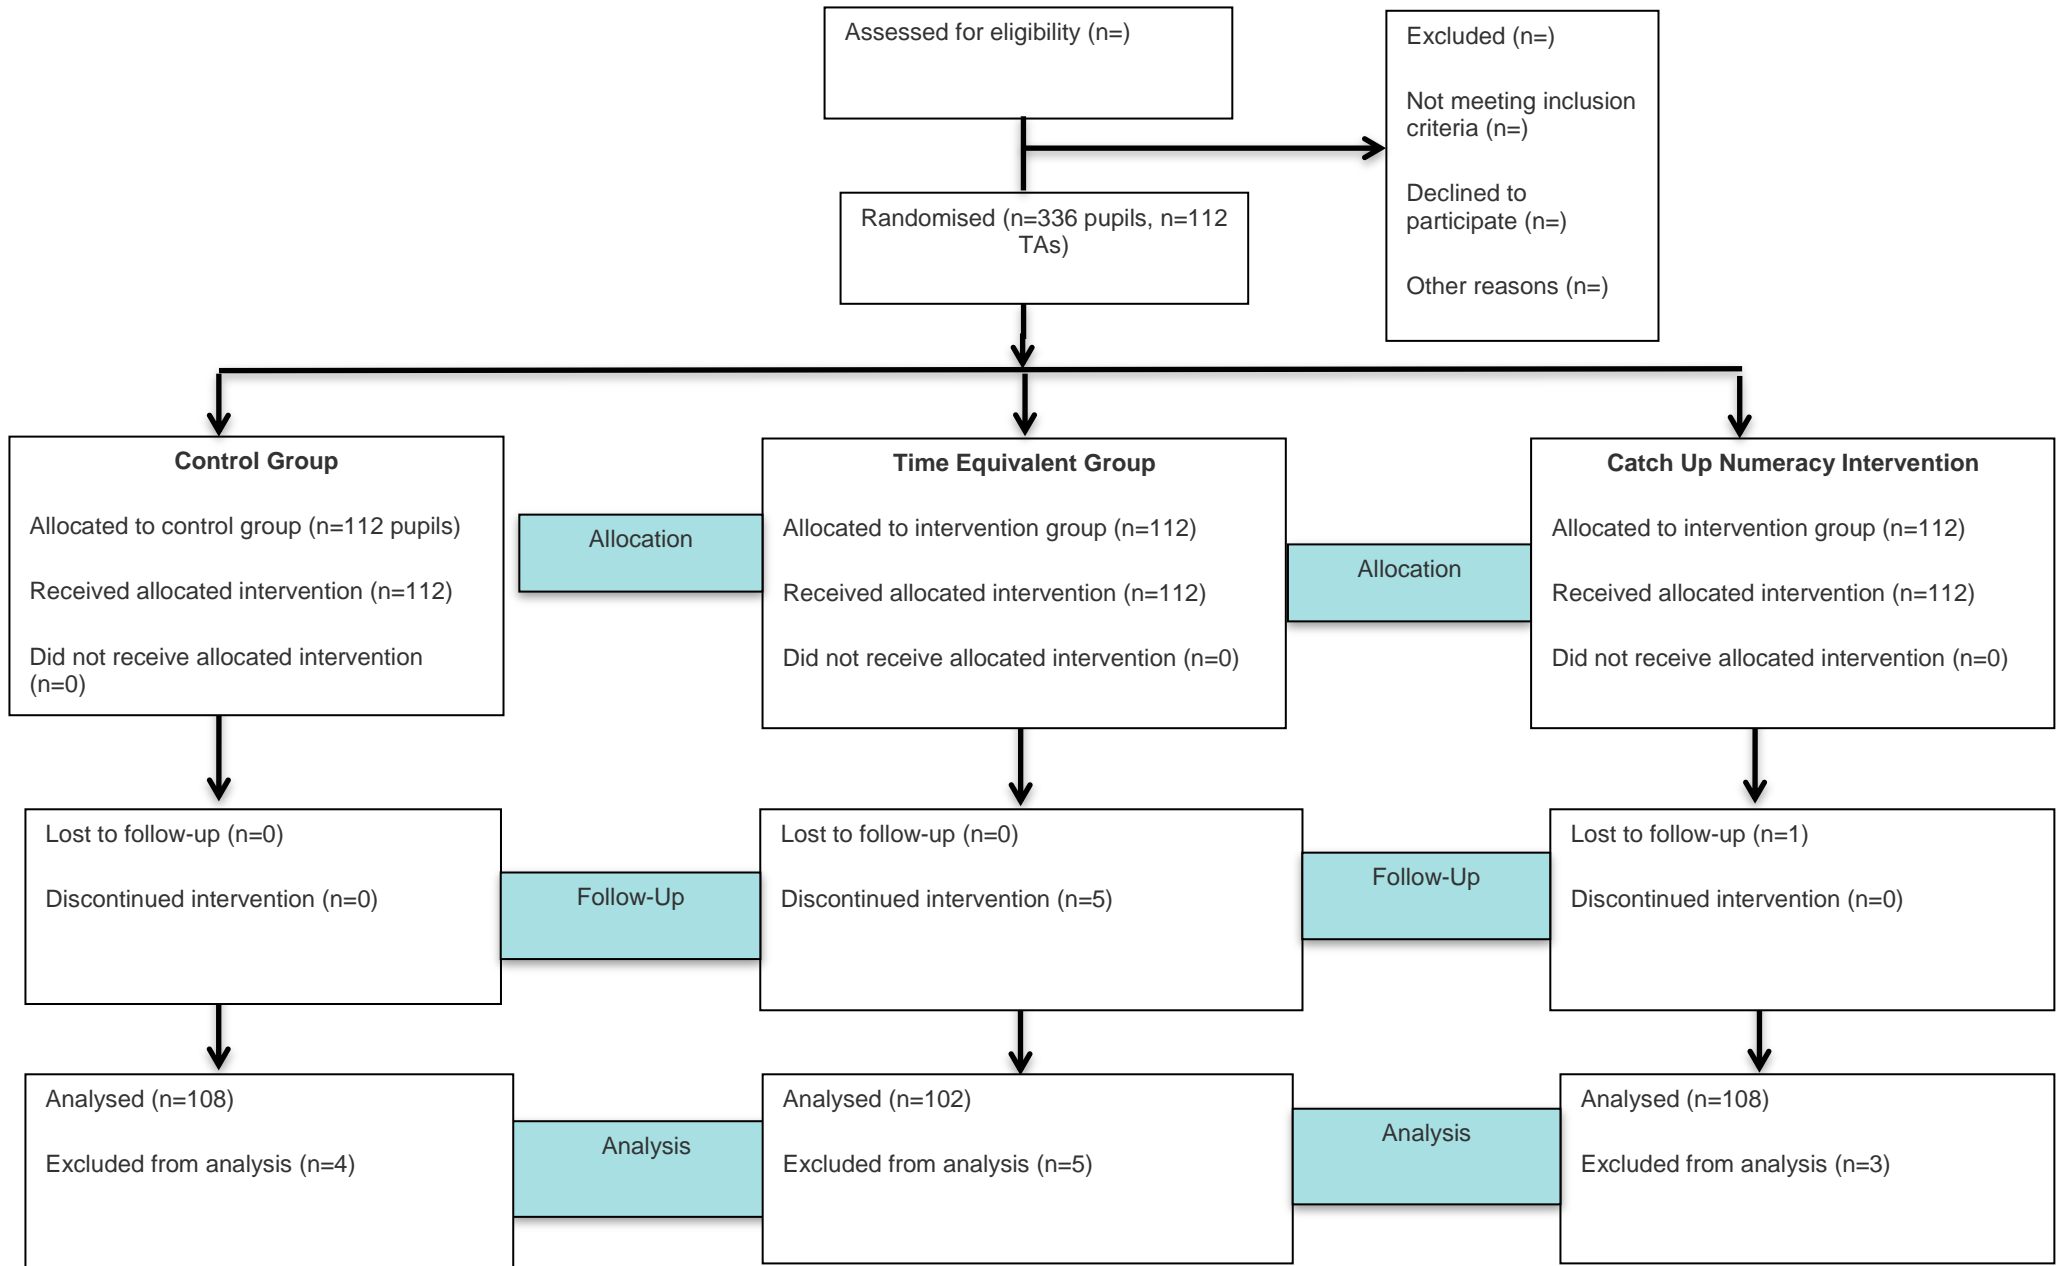 Assessed for eligibility (n=)
Excluded (n=)
Not meeting inclusion
criteria (n=)
Declined to
participate (n=)
Other reasons (n=)
Randomised (n=336 pupils, n=112
TAs)
Control Group
Allocated to control group (n=112 pupils)
Received allocated intervention (n=112)
Did not receive allocated intervention
(n=0)
Allocation
Time Equivalent Group
Allocated to intervention group (n=112)
Received allocated intervention (n=112)
Did not receive allocated intervention (n=0)
Allocation
Catch Up Numeracy Intervention
Allocated to intervention group (n=112)
Received allocated intervention (n=112)
Did not receive allocated intervention (n=0)
Lost to follow-up (n=0)
Discontinued intervention (n=0)
Follow-Up
Lost to follow-up (n=0)
Discontinued intervention (n=5)
Follow-Up
Lost to follow-up (n=1)
Discontinued intervention (n=0)
Analysed (n=108)
Excluded from analysis (n=4)
Analysis
Analysed (n=102)
Excluded from analysis (n=5)
Analysis
Analysed (n=108)
Excluded from analysis (n=3)